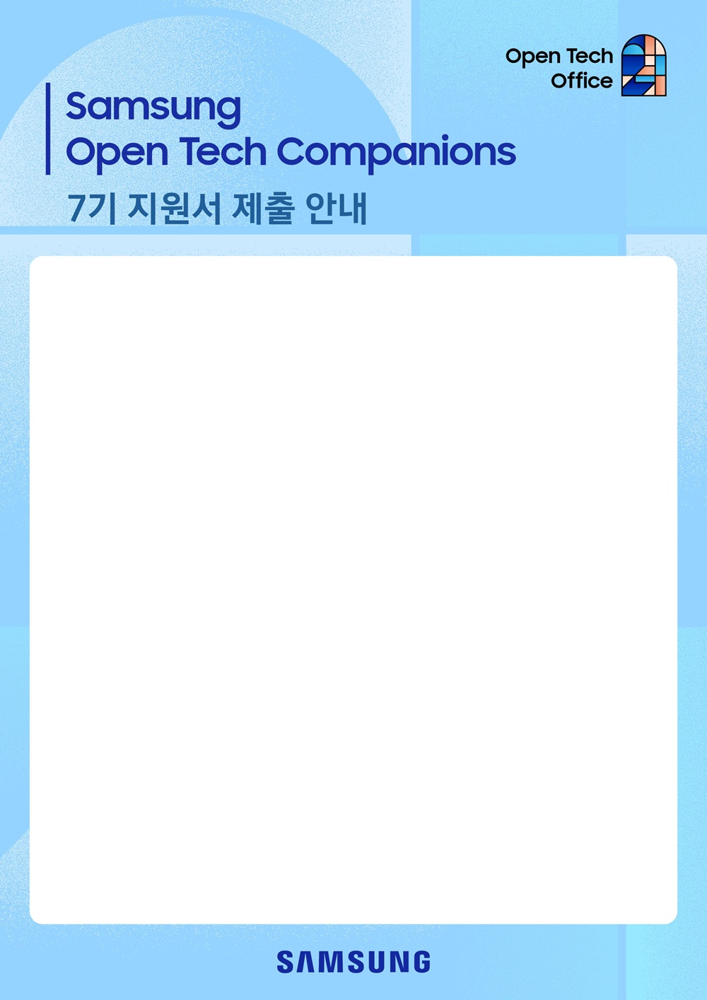 Open Tech
Office
Samsung
Open Tech Companions
7기 지원서 제출 안내
SAMSUNG